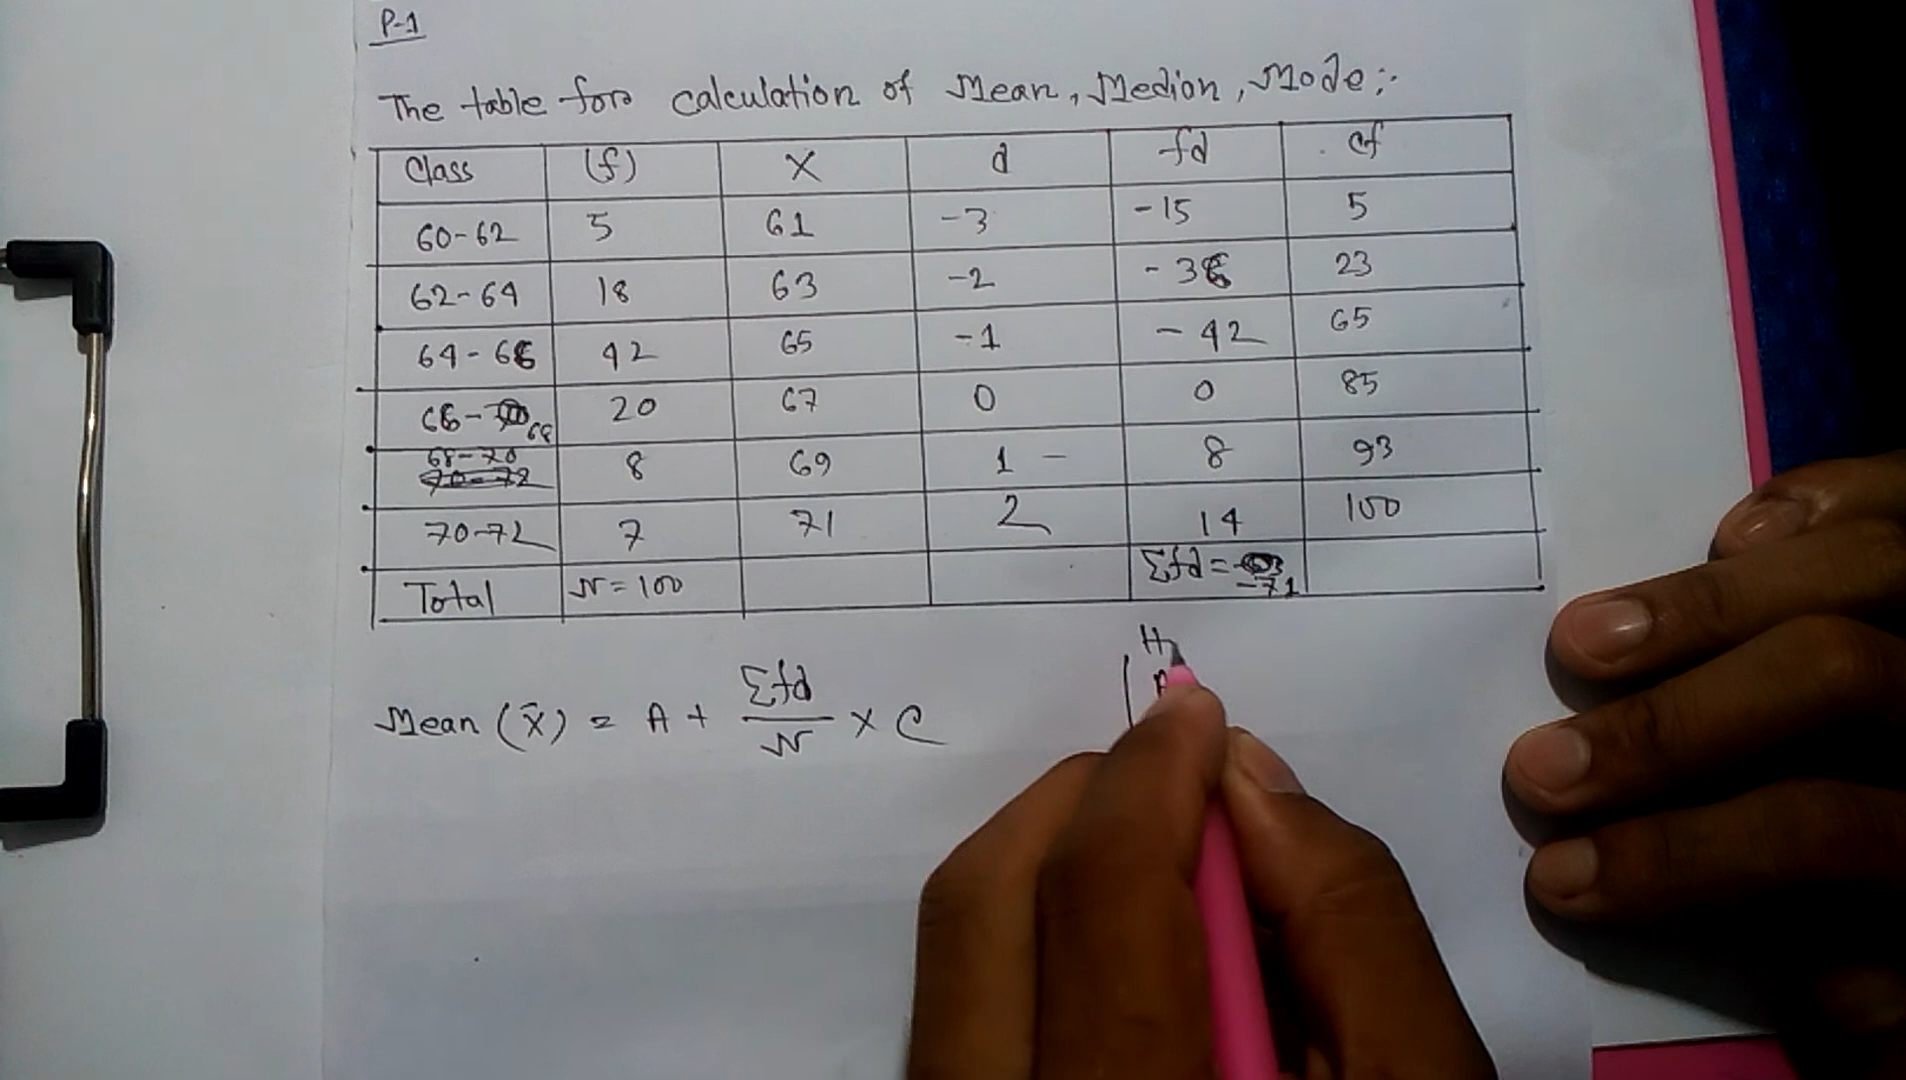 P-1
The table for calculation of Mean, Median, Mode:-
Class (f) X d fd cf
60-62 5 61 -3 -15 5
62-64 18 63 -2 -36 23
64-66 42 65 -1 -42 65
66-68 20 67 0 0 85
68-70 8 69 1 - 8 93
70-72 7 71 2 14 100
Total N=100 Σfd= -71
Mean (x̄) = A + Σfd/N × C
H
A